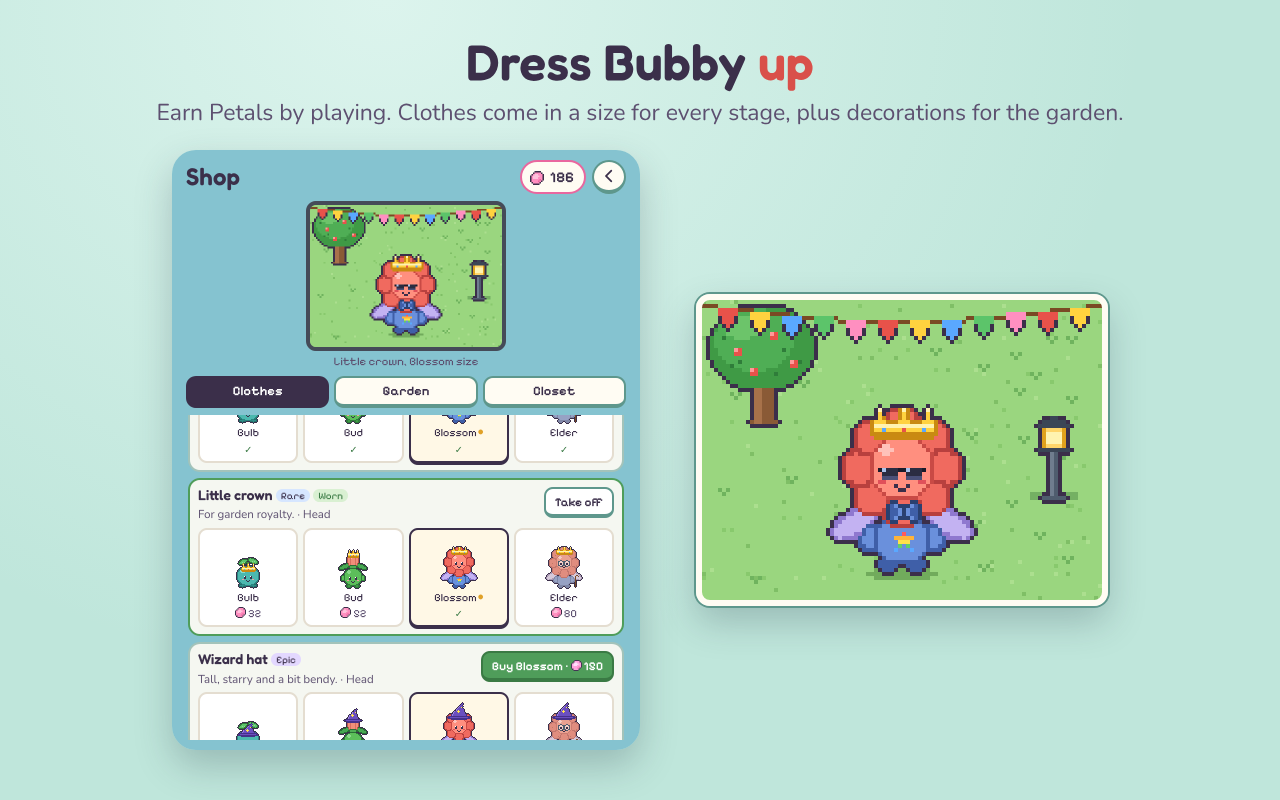 Dress Bubby up
Earn Petals by playing. Clothes come in a size for every stage, plus decorations for the garden.
Shop
186
Little crown, Blossom size
Clothes
Garden
Closet
Bulb
✓
Bud
✓
Blossom
✓
Elder
✓
Little crown Rare Worn
For garden royalty. · Head
Take off
Bulb
32
Bud
52
Blossom
✓
Elder
80
Wizard hat Epic
Tall, starry and a bit bendy. · Head
Buy Blossom · 180